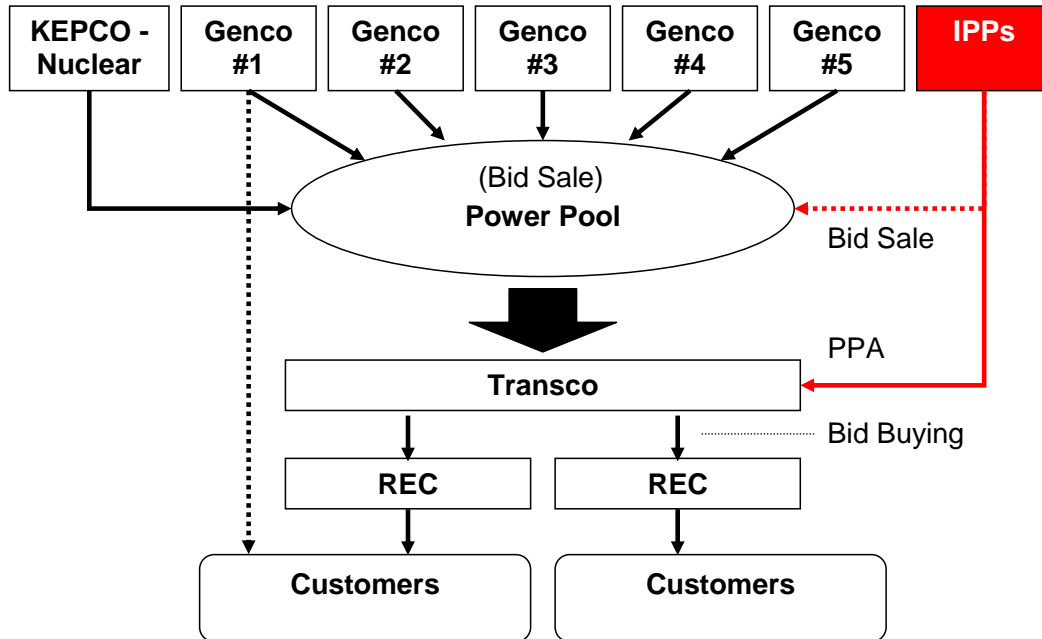 KEPCO -
Nuclear
Genco
#1
Genco
#2
Genco
#3
Genco
#4
Genco
#5
IPPs
(Bid Sale)
Power Pool
Bid Sale
PPA
Transco
Bid Buying
REC
REC
Customers
Customers